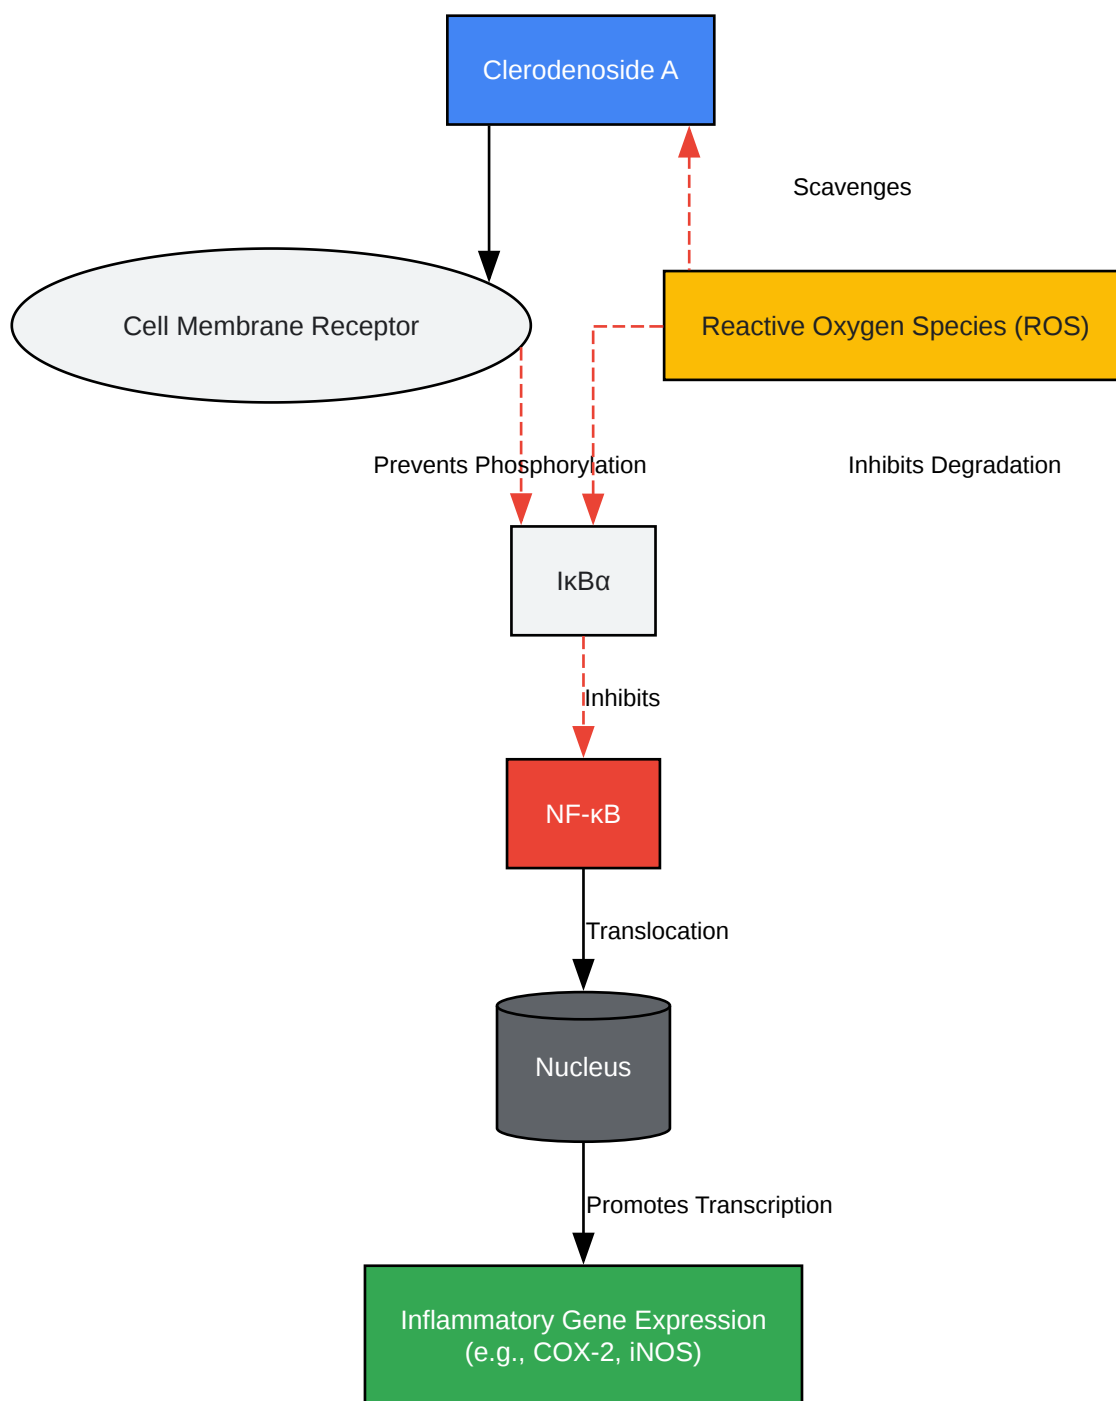 Clerodenoside A
Scavenges
Cell Membrane Receptor
Reactive Oxygen Species (ROS)
Prevents Phosphorylation
Inhibits Degradation
IκBα
Inhibits
NF-κB
Translocation
Nucleus
Promotes Transcription
Inflammatory Gene Expression
(e.g., COX-2, iNOS)